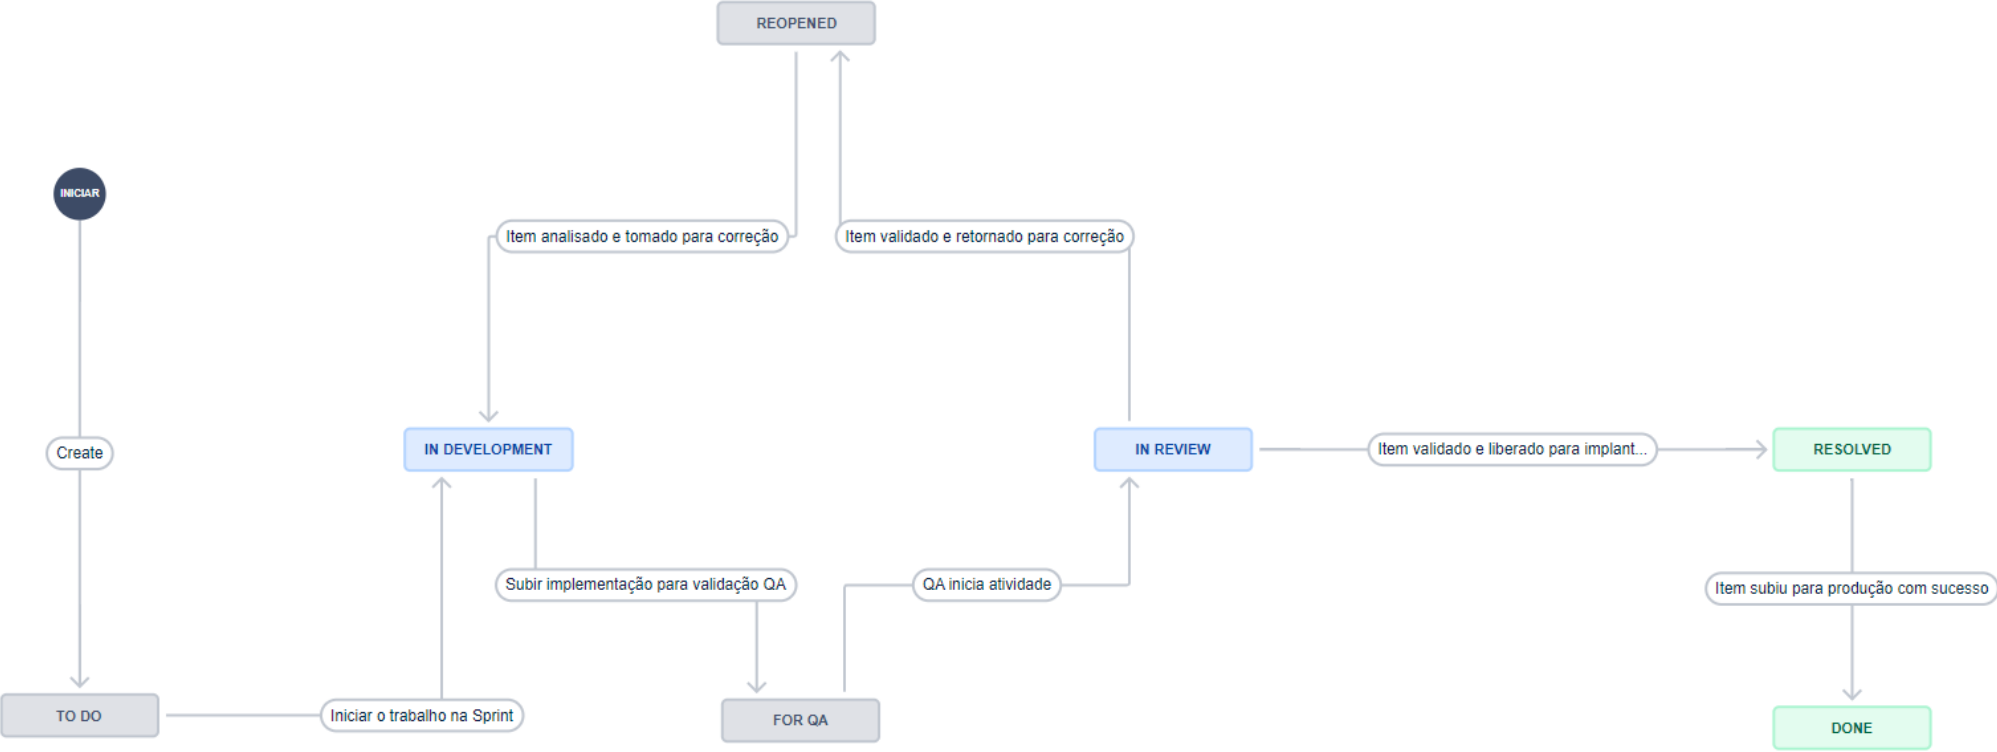 REOPENED
INICIAR
Item analisado e tomado para correção
Item validado e retornado para correção
Create
IN DEVELOPMENT
IN REVIEW
Item validado e liberado para implant...
RESOLVED
Subir implementação para validação QA
QA inicia atividade
Item subiu para produção com sucesso
TO DO
Iniciar o trabalho na Sprint
FOR QA
DONE